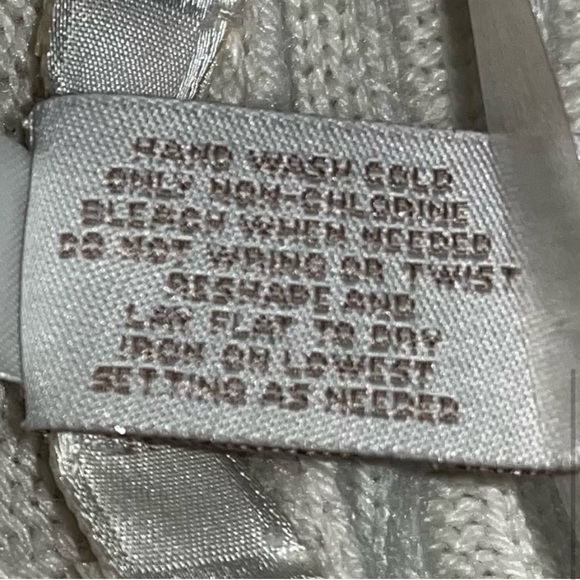 HAND WASH COLD
ONLY NON-CHLORINE
BLEACH WHEN NEEDED
DO NOT WRING OR TWIST
RESHAPE AND
LAY FLAT TO DRY
IRON ON LOWEST
SETTING AS NEEDED